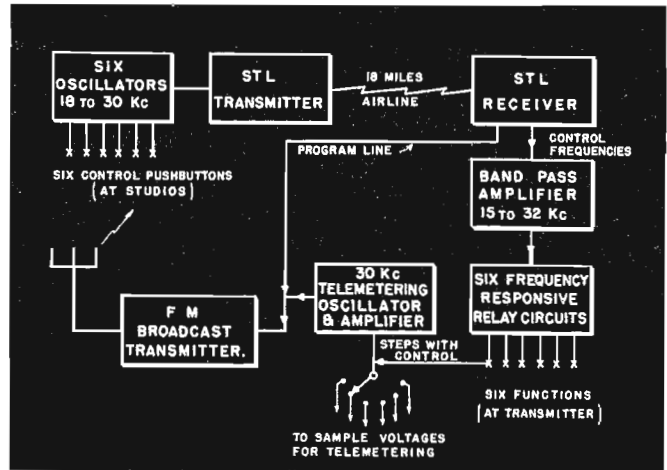 SIX
OSCILLATORS
18 TO 30 KC
STL
TRANSMITTER
18 MILES
AIRLINE
STL
RECEIVER
PROGRAM LINE
CONTROL
FREQUENCIES
SIX CONTROL PUSHBUTTONS
(AT STUDIOS)
BAND PASS
AMPLIFIER
15 TO 32 KC
FM
BROADCAST
TRANSMITTER.
30 KC
TELEMETERING
OSCILLATOR
& AMPLIFIER
SIX FREQUENCY
RESPONSIVE
RELAY CIRCUITS
STEPS WITH
CONTROL
SIX FUNCTIONS
(AT TRANSMITTER)
TO SAMPLE VOLTAGES
FOR TELEMETERING